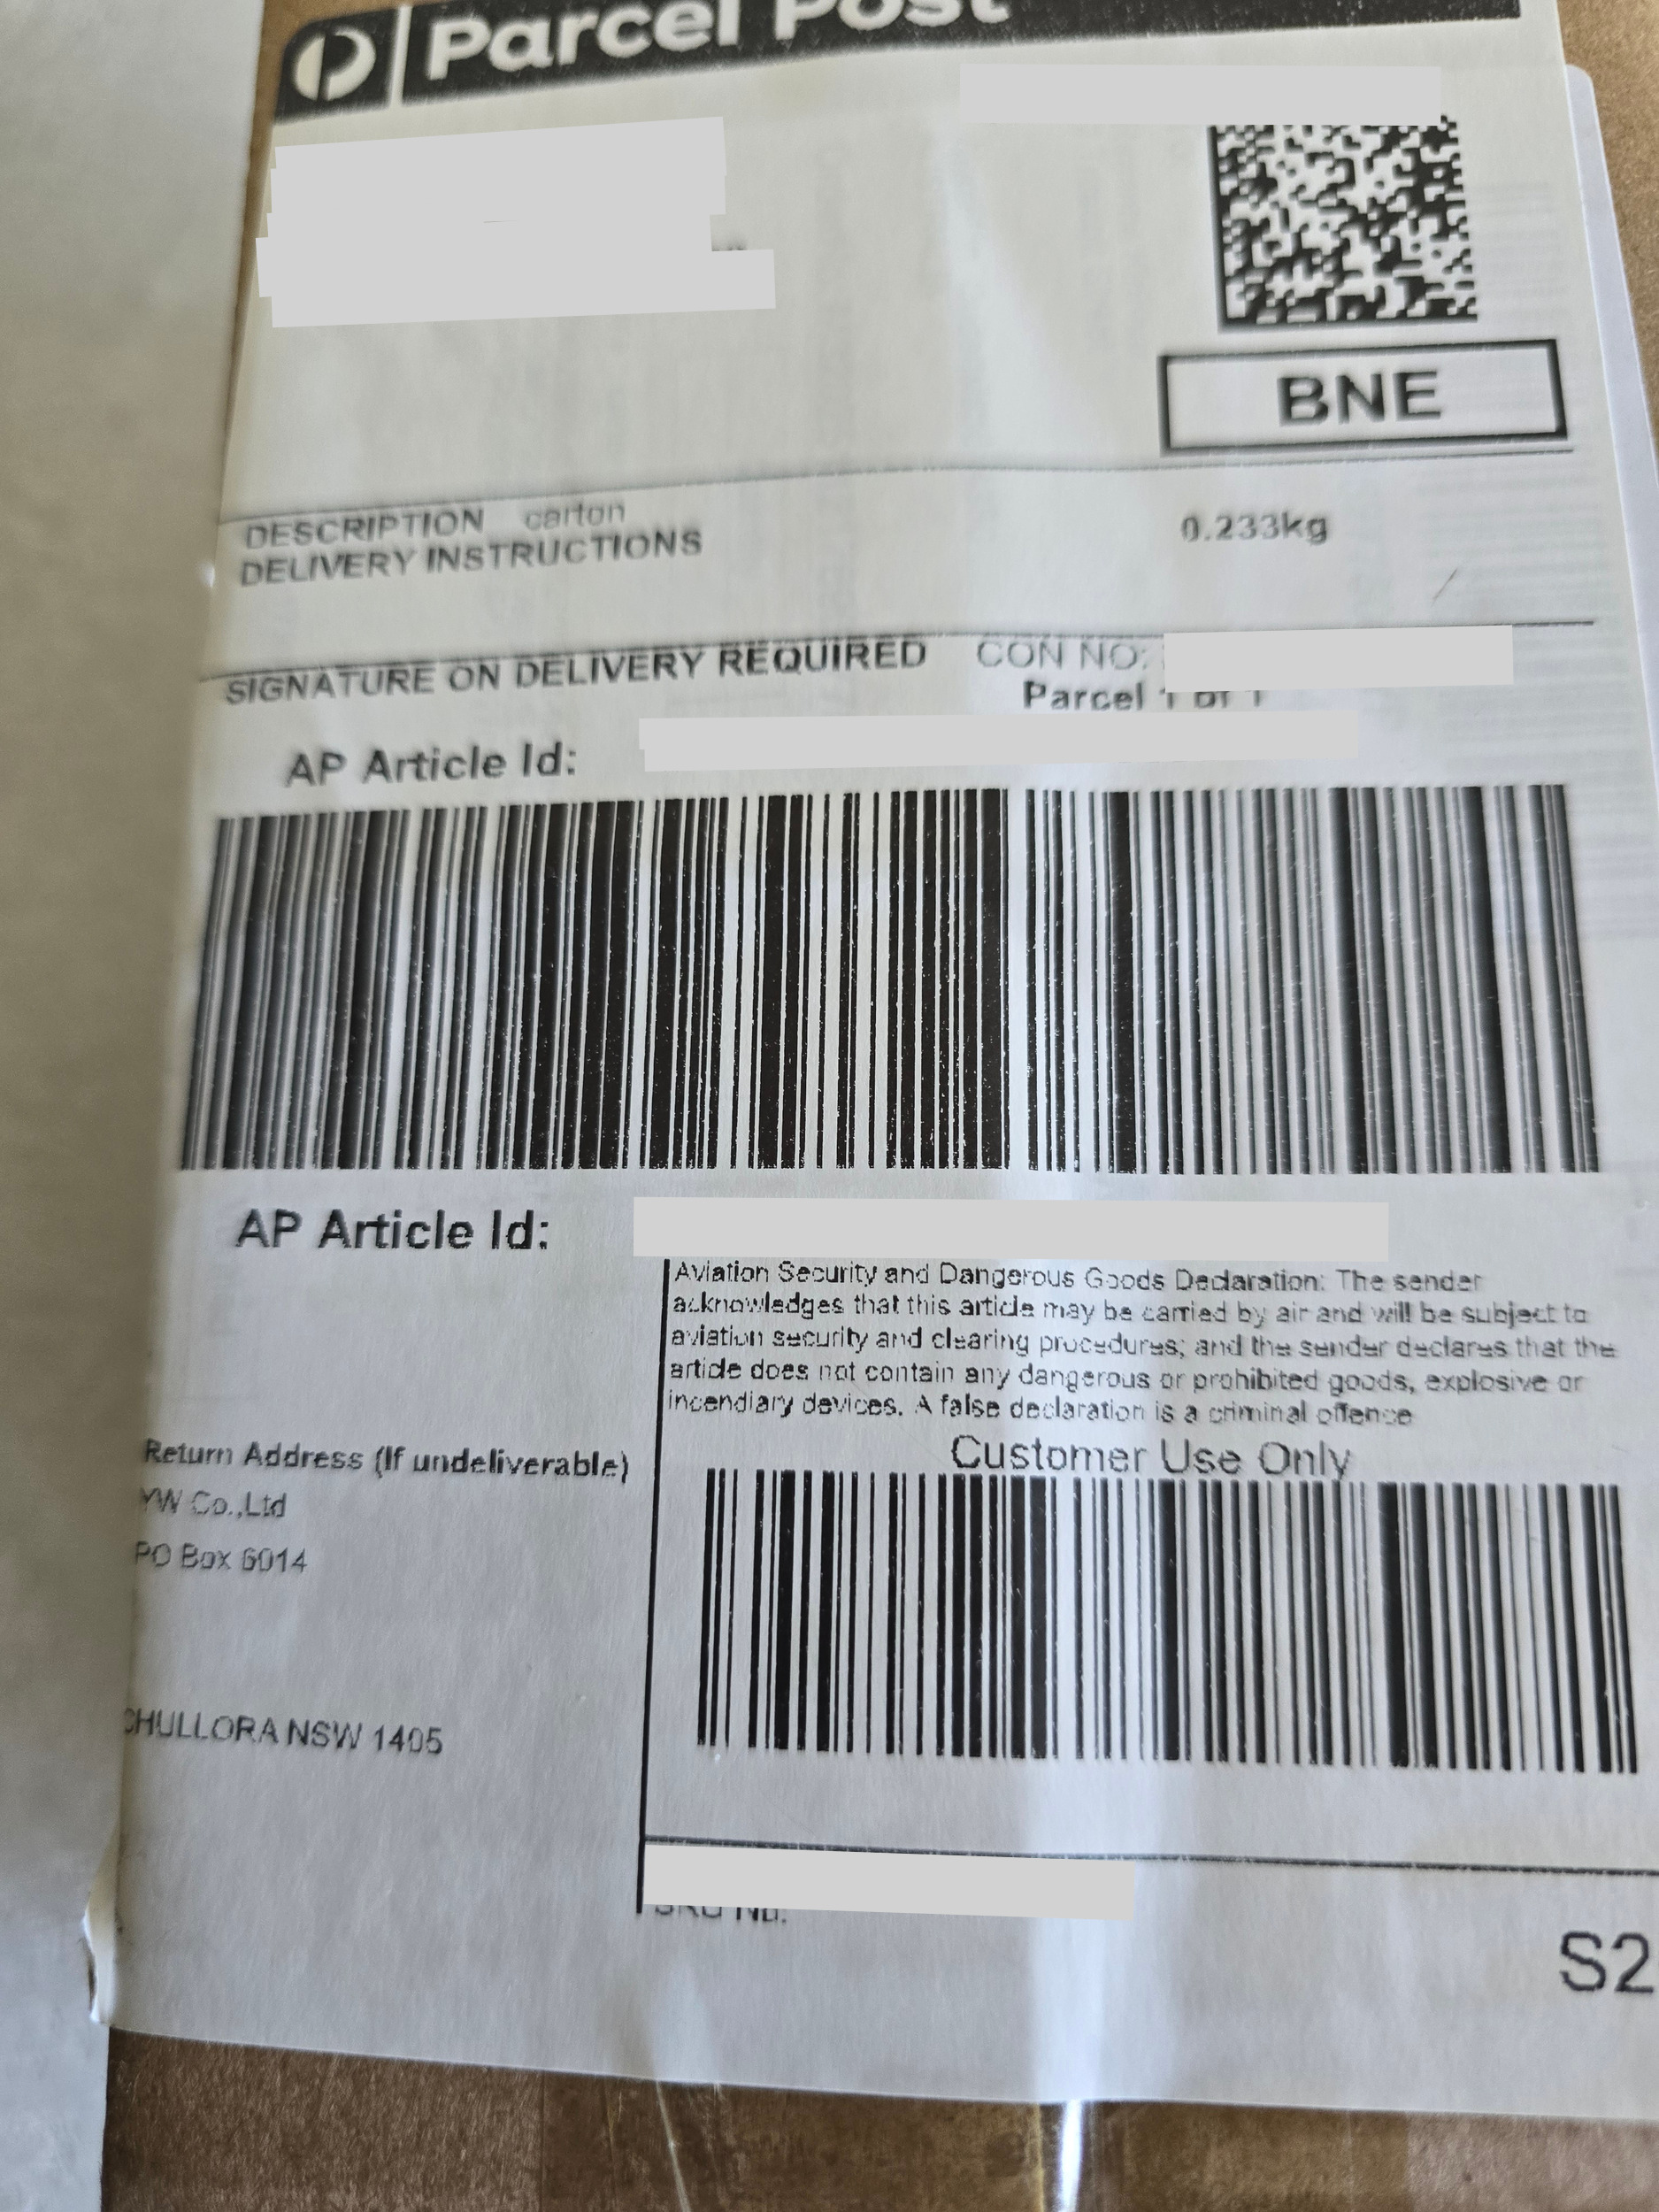 Parcel Post
BNE
DESCRIPTION carton
0.233kg
DELIVERY INSTRUCTIONS
SIGNATURE ON DELIVERY REQUIRED CON NO:
Parcel 1 of 1
AP Article Id:
AP Article Id:
Aviation Security and Dangerous Goods Declaration: The sender
acknowledges that this article may be carried by air and will be subject to
aviation security and clearing procedures; and the sender declares that the
article does not contain any dangerous or prohibited goods, explosive or
incendiary devices. A false declaration is a criminal offence
Customer Use Only
Return Address (If undeliverable)
YW Co.,Ltd
PO Box 6014
CHULLORA NSW 1405
S2